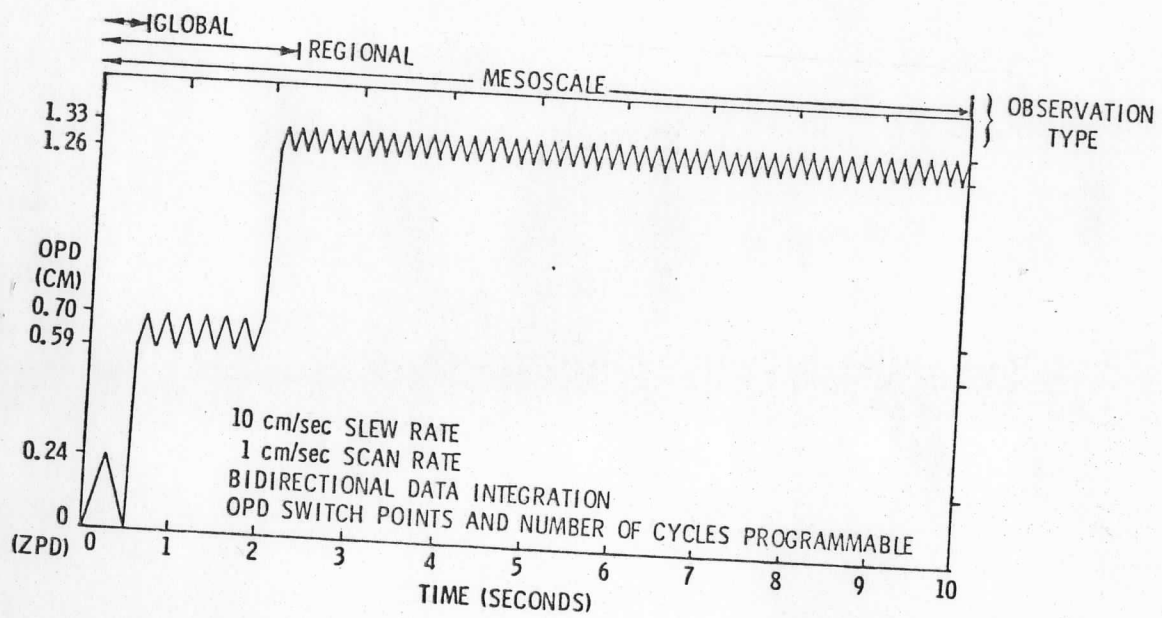 GLOBAL
REGIONAL
MESOSCALE
OBSERVATION
TYPE
1.33
1.26
OPD
(CM)
0.70
0.59
0.24
0
(ZPD)
10 cm/sec SLEW RATE
1 cm/sec SCAN RATE
BIDIRECTIONAL DATA INTEGRATION
OPD SWITCH POINTS AND NUMBER OF CYCLES PROGRAMMABLE
0 1 2 3 4 5 6 7 8 9 10
TIME (SECONDS)